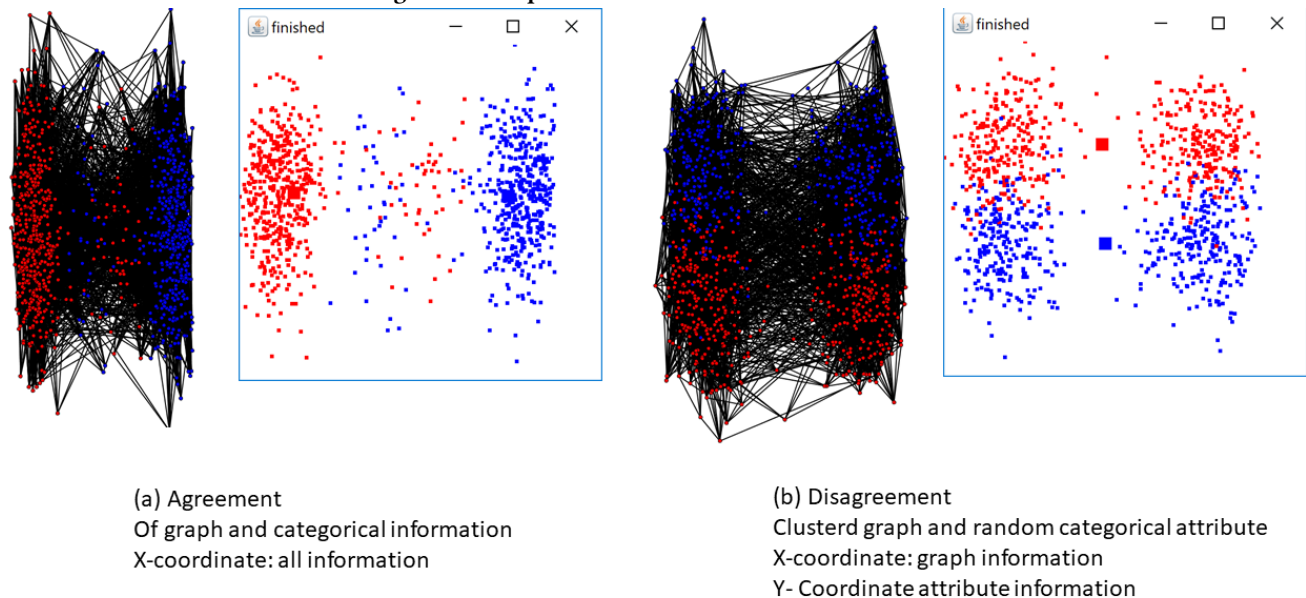 finished
finished
(a) Agreement
Of graph and categorical information
X-coordinate: all information
(b) Disagreement
Clusterd graph and random categorical attribute
X-coordinate: graph information
Y- Coordinate attribute information